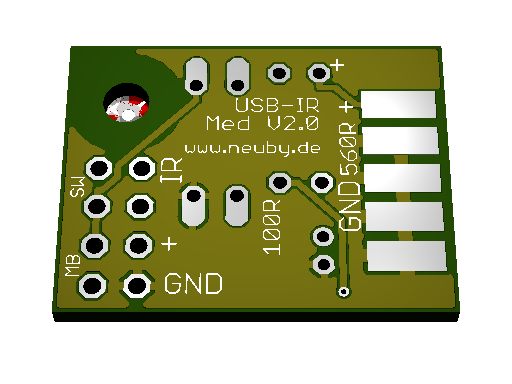 +
USB-IR
Med V2.0
www.neuby.de
+
560R
GND
IR
SW
100R
MB
+
GND